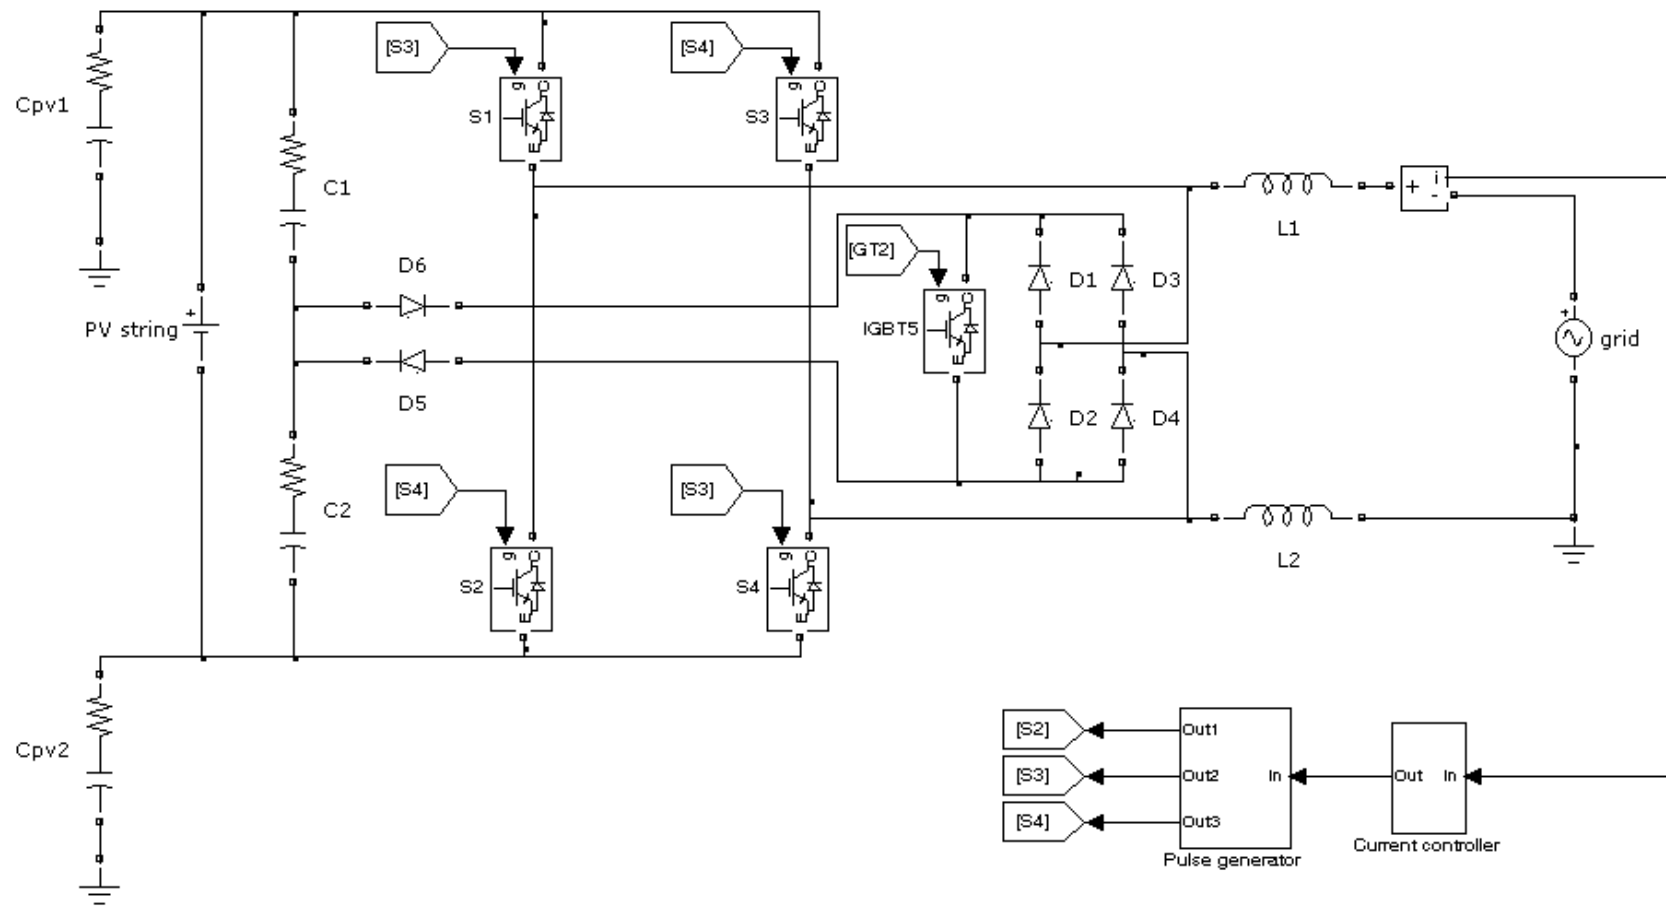 [S3]
[S4]
Cpv1
g
C
S1
E
g
C
S3
E
C1
+
i
-
L1
[GT2]
D6
D1
D3
g
C
IGBT5
E
+
PV string
+
grid
D5
D2
D4
[S4]
[S3]
C2
g
C
S2
E
g
C
S4
E
L2
Cpv2
[S2]
Out1
[S3]
Out2
In
Out
In
[S4]
Out3
Pulse generator
Current controller